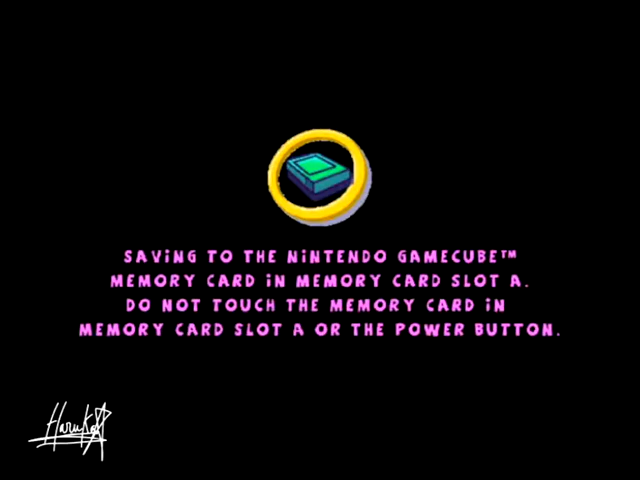 SAViNG TO THE NiNTENDO GAMECUBE™
MEMORY CARD iN MEMORY CARD SLOT A.
DO NOT TOUCH THE MEMORY CARD iN
MEMORY CARD SLOT A OR THE POWER BUTTON.